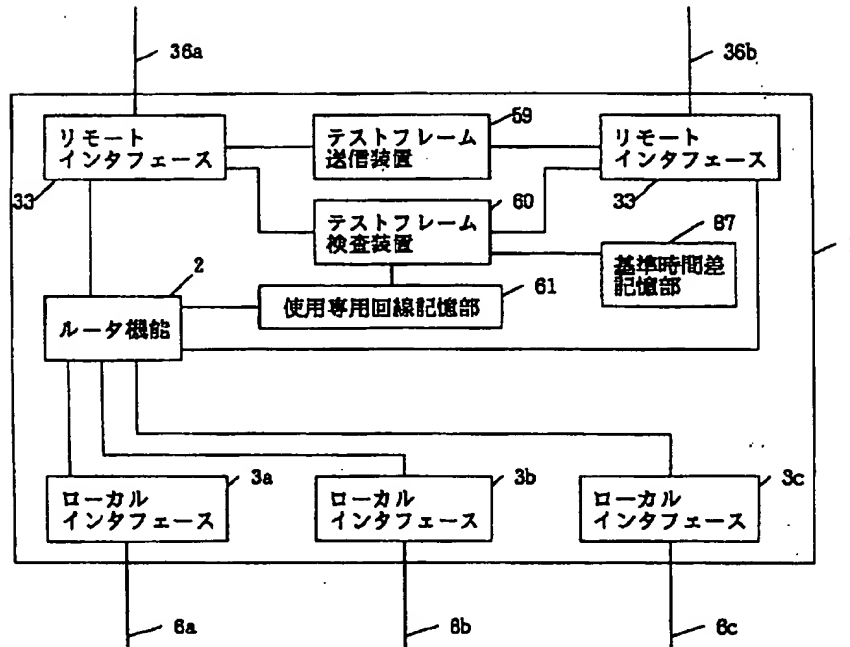 36a
36b
リモート
インタフェース
33
テストフレーム
送信装置
59
リモート
インタフェース
33
テストフレーム
検査装置
60
87
基準時間差
記憶部
2
ルータ機能
使用専用回線記憶部
61
ローカル
インタフェース
3a
ローカル
インタフェース
3b
ローカル
インタフェース
3c
6a
6b
6c